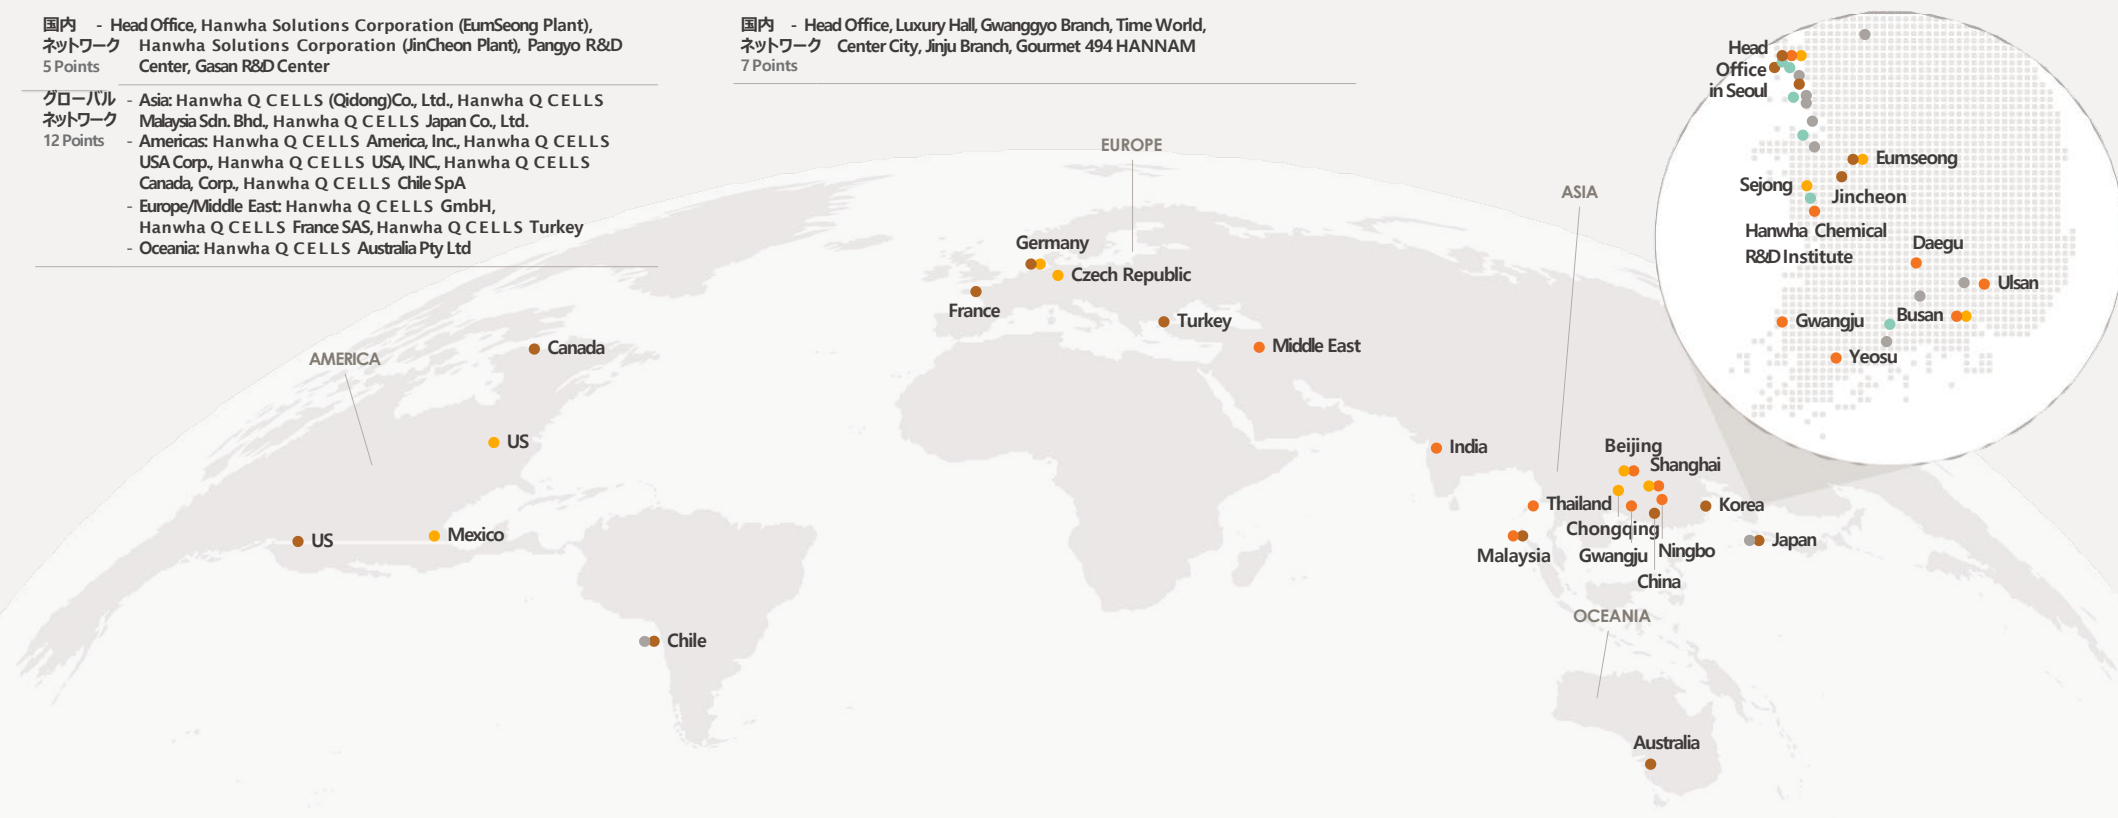 国内 - Head Office, Hanwha Solutions Corporation (EumSeong Plant),
ネットワーク Hanwha Solutions Corporation (JinCheon Plant), Pangyo R&D
5 Points Center, Gasan R&D Center
グローバル - Asia: Hanwha Q CELLS (Qidong)Co., Ltd., Hanwha Q CELLS
ネットワーク Malaysia Sdn. Bhd., Hanwha Q CELLS Japan Co., Ltd.
12 Points - Americas: Hanwha Q CELLS America, Inc., Hanwha Q CELLS
USA Corp., Hanwha Q CELLS USA, INC., Hanwha Q CELLS
Canada, Corp., Hanwha Q CELLS Chile SpA
- Europe/Middle East: Hanwha Q CELLS GmbH,
Hanwha Q CELLS France SAS, Hanwha Q CELLS Turkey
- Oceania: Hanwha Q CELLS Australia Pty Ltd
国内 - Head Office, Luxury Hall, Gwanggyo Branch, Time World,
ネットワーク Center City, Jinju Branch, Gourmet 494 HANNAM
7 Points
Head
Office
in Seoul
Eumseong
Sejong
Jincheon
Hanwha Chemical
R&D Institute
Daegu
Ulsan
Busan
Gwangju
Yeosu
EUROPE
ASIA
Germany
Czech Republic
France
Turkey
Middle East
AMERICA
Canada
US
US
Mexico
Chile
India
Beijing
Shanghai
Thailand
Korea
Chongqing
Japan
Malaysia
Gwangju
Ningbo
China
OCEANIA
Australia